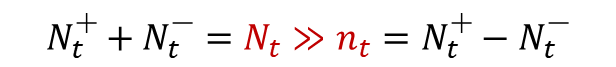 N_t^+ + N_t^- = N_t ≫ n_t = N_t^+ − N_t^-